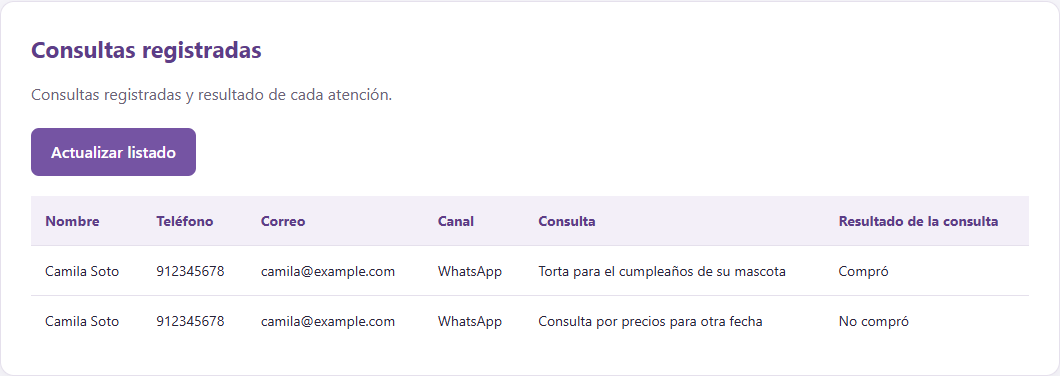 Consultas registradas
Consultas registradas y resultado de cada atención.
Actualizar listado
Nombre Teléfono Correo Canal Consulta Resultado de la consulta
Camila Soto 912345678 camila@example.com WhatsApp Torta para el cumpleaños de su mascota Compró
Camila Soto 912345678 camila@example.com WhatsApp Consulta por precios para otra fecha No compró